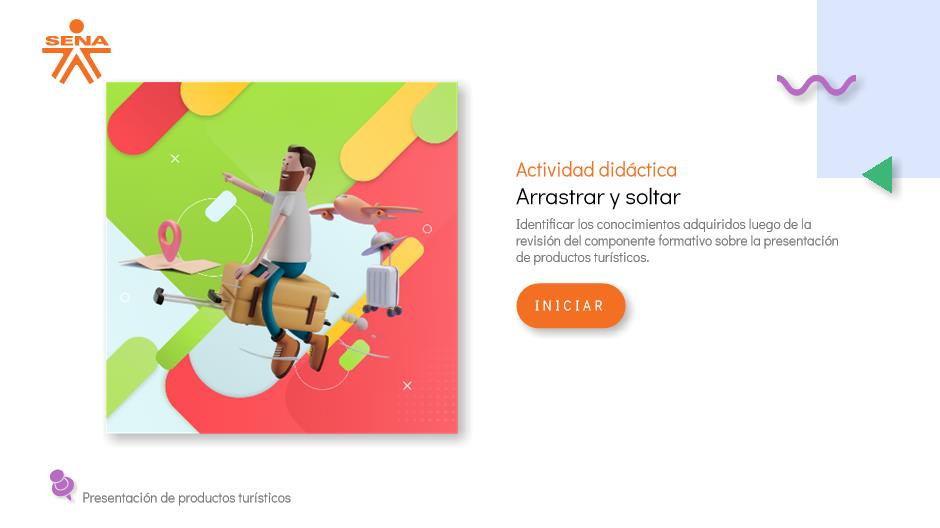 SENA
Actividad didáctica
Arrastrar y soltar
Identificar los conocimientos adquiridos luego de la
revisión del componente formativo sobre la presentación
de productos turísticos.
INICIAR
Presentación de productos turísticos